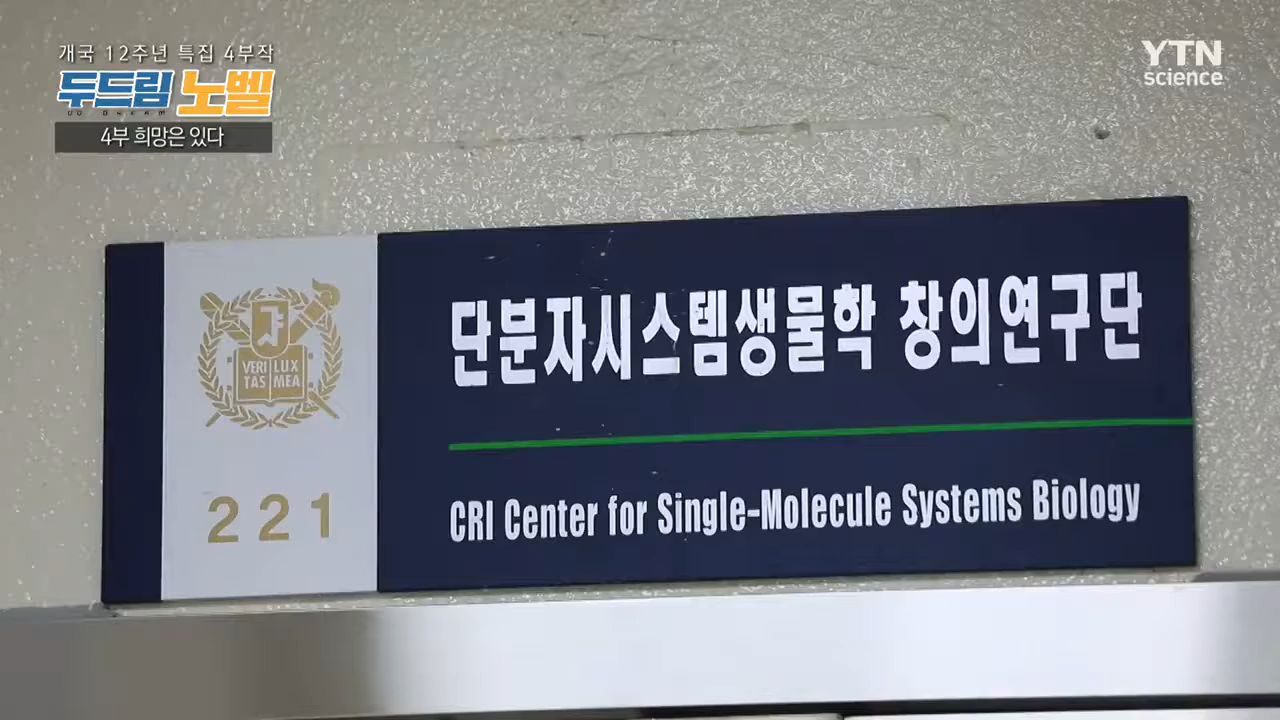 개국 12주년 특집 4부작
두드림 노벨
DO DREAM
4부 희망은 있다
YTN
science
단분자시스템생물학 창의연구단
VERI LUX
TAS MEA
221
CRI Center for Single-Molecule Systems Biology